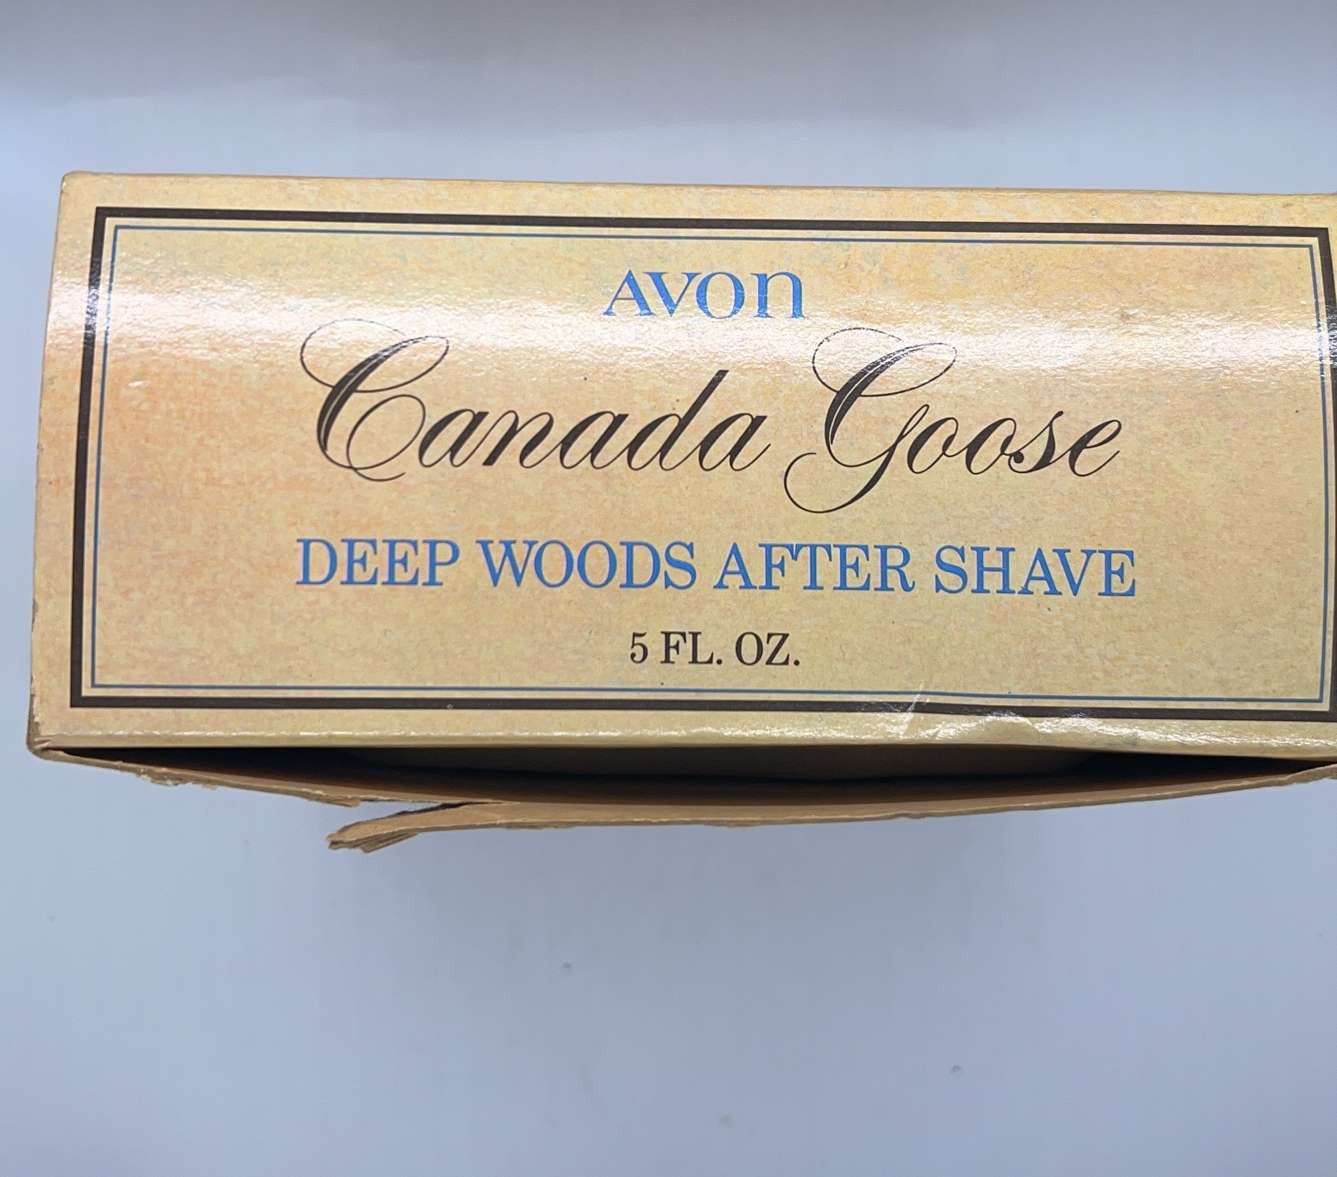 AVON
Canada Goose
DEEP WOODS AFTER SHAVE
5 FL. OZ.